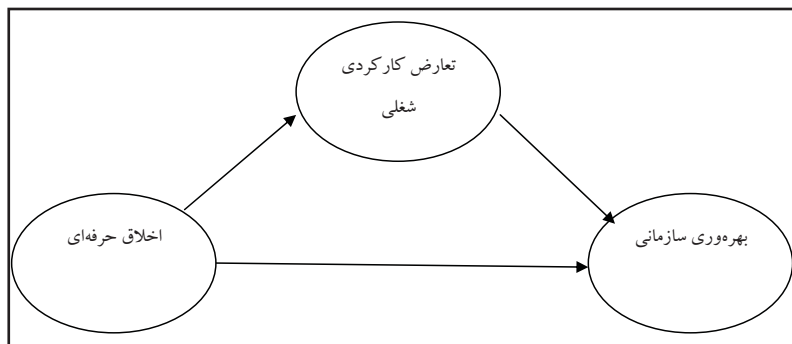 تعارض کارکردی
شغلی
اخلاق حرفه‌ای
بهره‌وری سازمانی